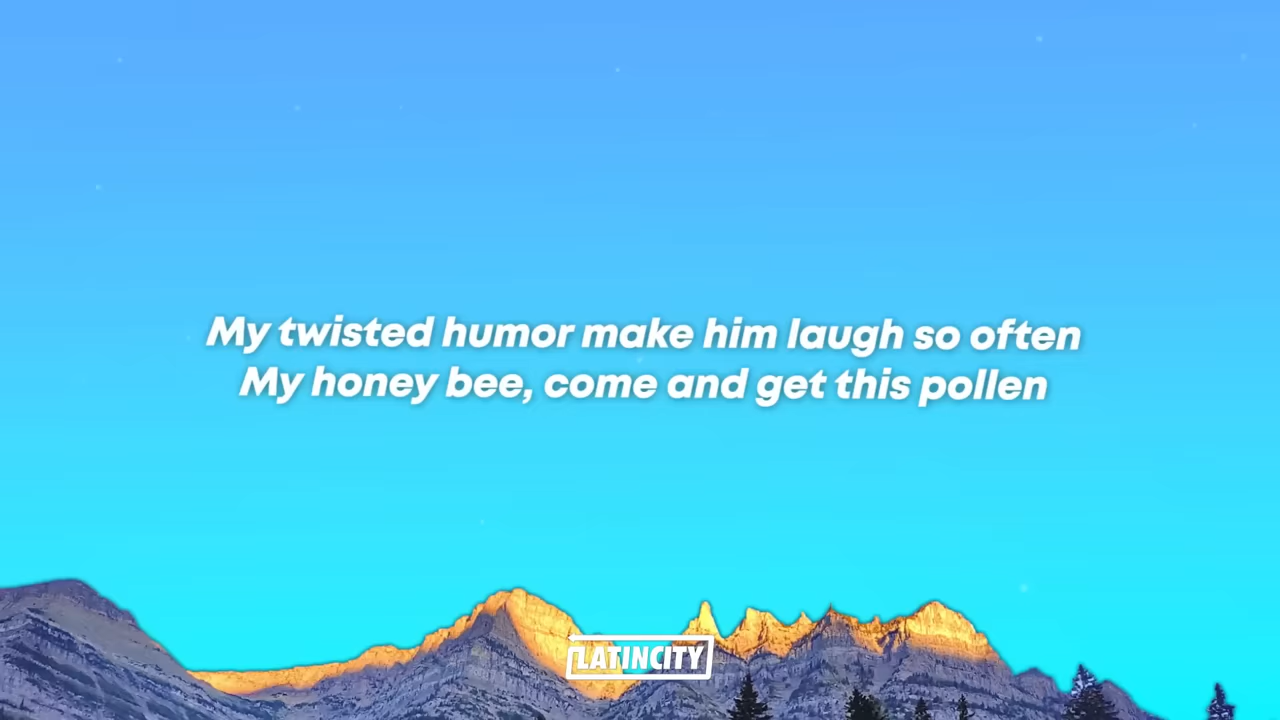 My twisted humor make him laugh so often
My honey bee, come and get this pollen
LATINCITY